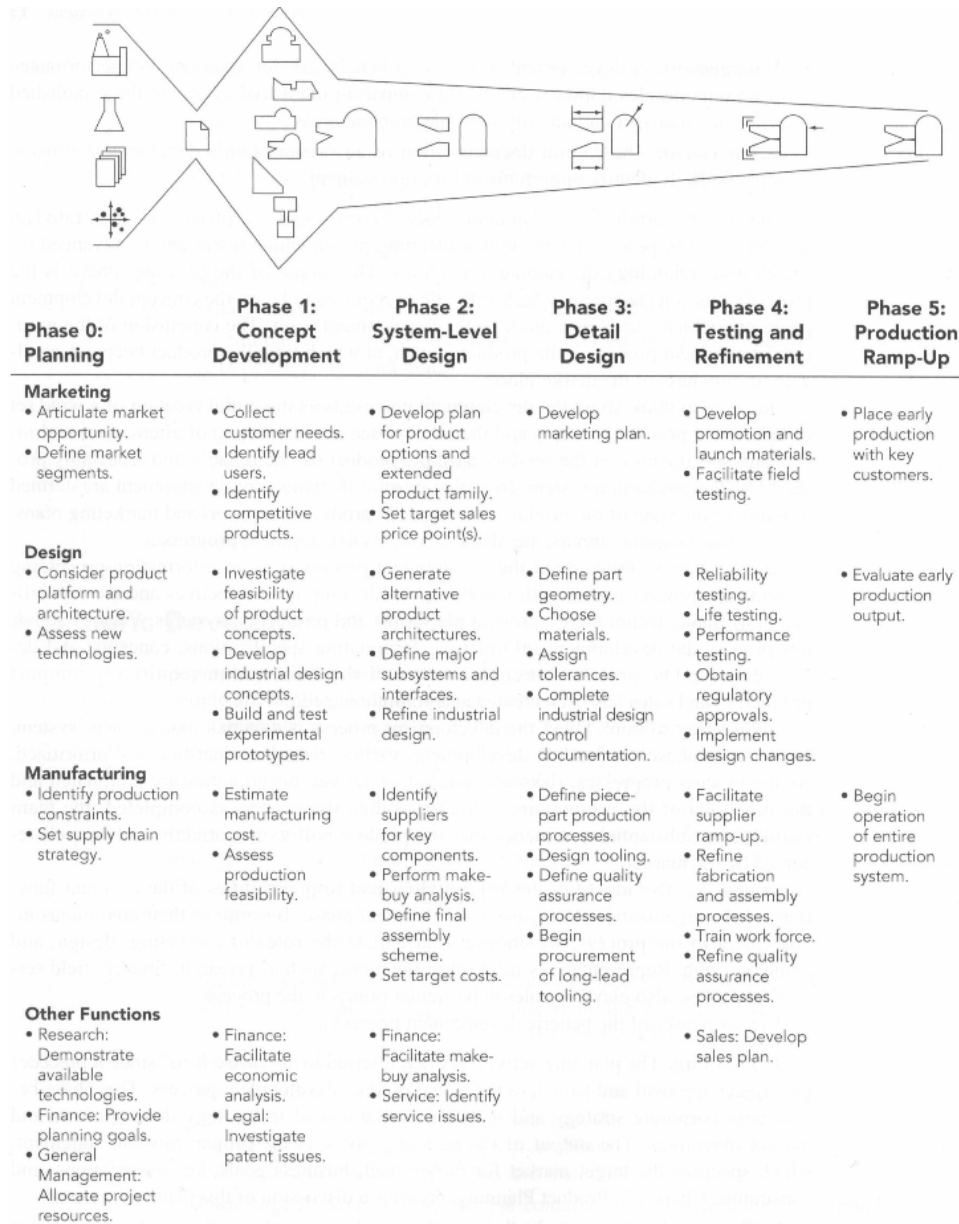 Phase 0:
Planning
Phase 1:
Concept
Development
Phase 2:
System-Level
Design
Phase 3:
Detail
Design
Phase 4:
Testing and
Refinement
Phase 5:
Production
Ramp-Up
Marketing
• Articulate market
opportunity.
• Define market
segments.
• Collect
customer needs.
• Identify lead
users.
• Identify
competitive
products.
• Develop plan
for product
options and
extended
product family.
• Set target sales
price point(s).
• Develop
marketing plan.
• Develop
promotion and
launch materials.
• Facilitate field
testing.
• Place early
production
with key
customers.
Design
• Consider product
platform and
architecture.
• Assess new
technologies.
• Investigate
feasibility
of product
concepts.
• Develop
industrial design
concepts.
• Build and test
experimental
prototypes.
• Generate
alternative
product
architectures.
• Define major
subsystems and
interfaces.
• Refine industrial
design.
• Define part
geometry.
• Choose
materials.
• Assign
tolerances.
• Complete
industrial design
control
documentation.
• Reliability
testing.
• Life testing.
• Performance
testing.
• Obtain
regulatory
approvals.
• Implement
design changes.
• Evaluate early
production
output.
Manufacturing
• Identify production
constraints.
• Set supply chain
strategy.
• Estimate
manufacturing
cost.
• Assess
production
feasibility.
• Identify
suppliers
for key
components.
• Perform make-
buy analysis.
• Define final
assembly
scheme.
• Set target costs.
• Define piece-
part production
processes.
• Design tooling.
• Define quality
assurance
processes.
• Begin
procurement
of long-lead
tooling.
• Facilitate
supplier
ramp-up.
• Refine
fabrication
and assembly
processes.
• Train work force.
• Refine quality
assurance
processes.
• Begin
operation
of entire
production
system.
Other Functions
• Research:
Demonstrate
available
technologies.
• Finance: Provide
planning goals.
• General
Management:
Allocate project
resources.
• Finance:
Facilitate
economic
analysis.
• Legal:
Investigate
patent issues.
• Finance:
Facilitate make-
buy analysis.
• Service: Identify
service issues.
• Sales: Develop
sales plan.